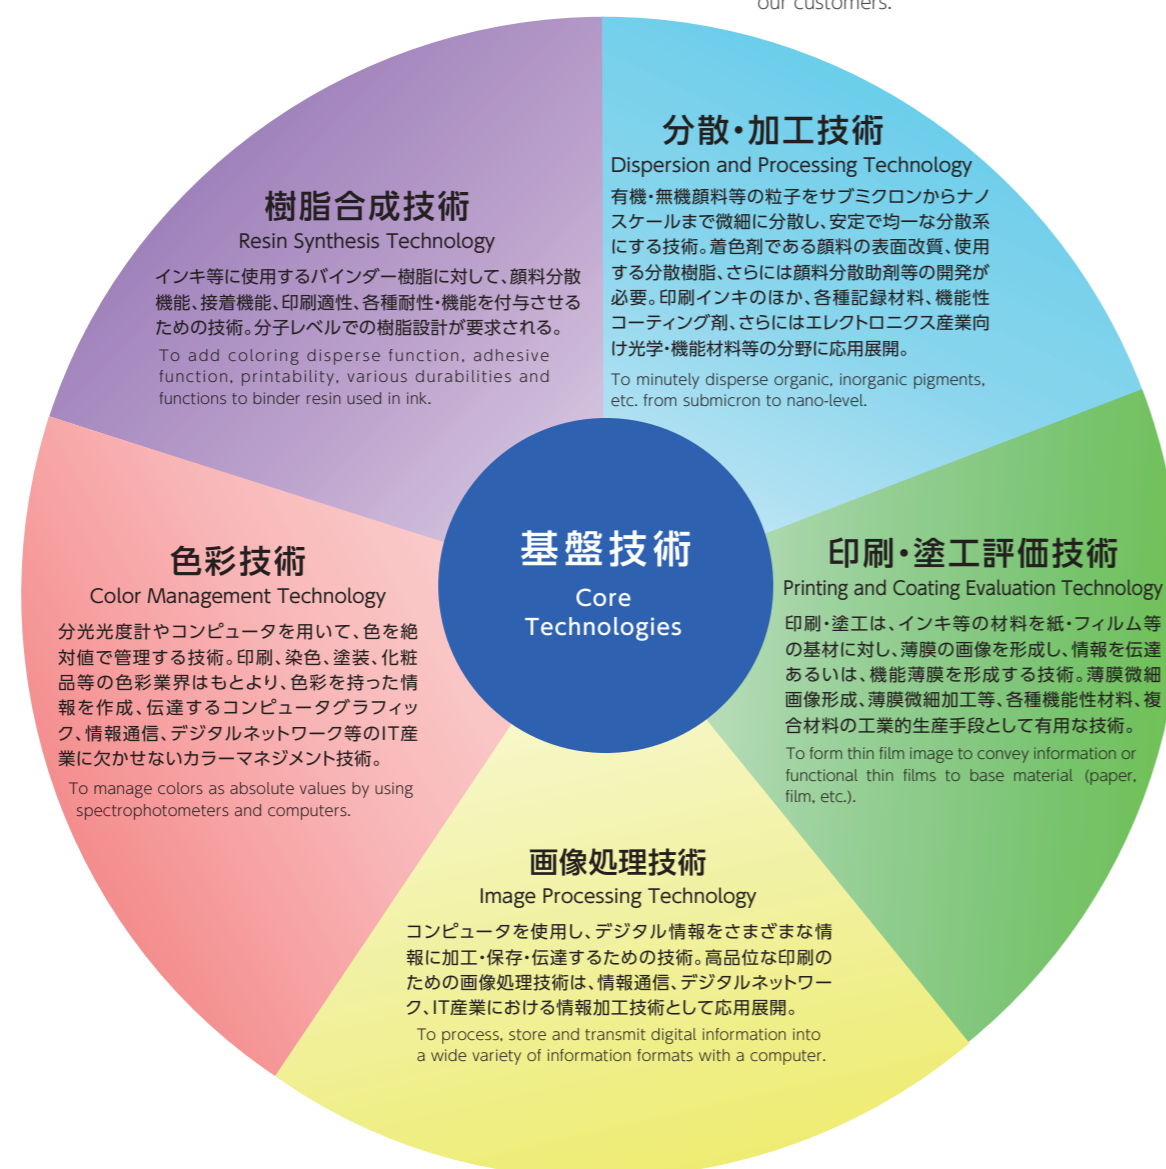 our customers.
分散・加工技術
Dispersion and Processing Technology
有機・無機顔料等の粒子をサブミクロンからナノ
スケールまで微細に分散し、安定で均一な分散系
にする技術。着色剤である顔料の表面改質、使用
する分散樹脂、さらには顔料分散助剤等の開発が
必要。印刷インキのほか、各種記録材料、機能性
コーティング剤、さらにはエレクトロニクス産業向
け光学・機能材料等の分野に応用展開。
To minutely disperse organic, inorganic pigments,
etc. from submicron to nano-level.
樹脂合成技術
Resin Synthesis Technology
インキ等に使用するバインダー樹脂に対して、顔料分散
機能、接着機能、印刷適性、各種耐性・機能を付与させる
ための技術。分子レベルでの樹脂設計が要求される。
To add coloring disperse function, adhesive
function, printability, various durabilities and
functions to binder resin used in ink.
基盤技術
Core
Technologies
色彩技術
Color Management Technology
分光光度計やコンピュータを用いて、色を絶
対値で管理する技術。印刷、染色、塗装、化粧
品等の色彩業界はもとより、色彩を持った情
報を作成、伝達するコンピュータグラフィッ
ク、情報通信、デジタルネットワーク等のIT産
業に欠かせないカラーマネジメント技術。
To manage colors as absolute values by using
spectrophotometers and computers.
印刷・塗工評価技術
Printing and Coating Evaluation Technology
印刷・塗工は、インキ等の材料を紙・フィルム等
の基材に対し、薄膜の画像を形成し、情報を伝達
あるいは、機能薄膜を形成する技術。薄膜微細
画像形成、薄膜微細加工等、各種機能性材料、複
合材料の工業的生産手段として有用な技術。
To form thin film image to convey information or
functional thin films to base material (paper,
film, etc.).
画像処理技術
Image Processing Technology
コンピュータを使用し、デジタル情報をさまざまな情
報に加工・保存・伝達するための技術。高品位な印刷の
ための画像処理技術は、情報通信、デジタルネットワー
ク、IT産業における情報加工技術として応用展開。
To process, store and transmit digital information into
a wide variety of information formats with a computer.